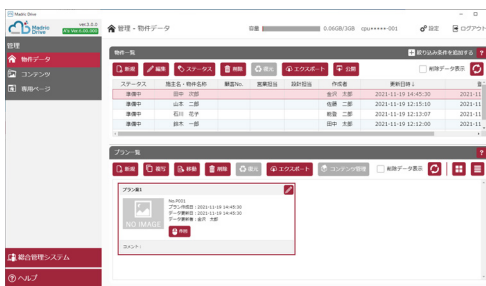 Madric Drive
Madric Drive
ver.3.0.0
管理 - 物件データ
容量
0.06GB/3GB
cpu*****-001
設定
ログアウト
管理
物件データ
コンテンツ
専用ページ
総合管理システム
ヘルプ
物件一覧
絞り込み条件を追加する ?
新規
編集
ステータス
削除
復元
エクスポート
公開
削除データ表示
ステータス 施主名・物件名称 顧客No. 営業担当 設計担当 作成者 更新日時↓
準備中 田中 次郎 金沢 太郎 2021-11-19 14:45:30 2021-11
準備中 山本 二郎 佐藤 二郎 2021-11-19 12:15:10 2021-11
準備中 石川 花子 能登 二郎 2021-11-19 12:13:07 2021-11
準備中 鈴木 一郎 田中 太郎 2021-11-19 12:12:00 2021-11
プラン一覧
?
新規
複写
移動
削除
復元
エクスポート
コンテンツ管理
削除データ表示
プラン案1
NO IMAGE
No.P001
プラン作成日：2021-11-19 14:45:30
データ更新日：2021-11-19 14:45:20
データ更新者：金沢 太郎
コメント：